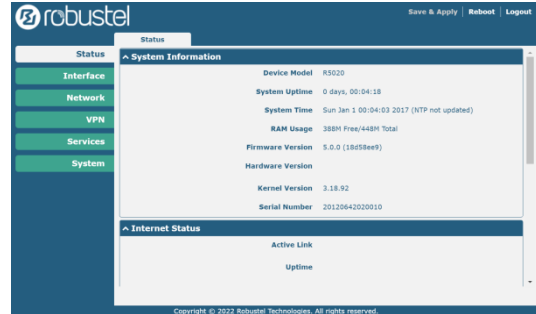 robustel
Save & Apply | Reboot | Logout
Status
Status
Interface
Network
VPN
Services
System
System Information
Device Model R5020
System Uptime 0 days, 00:04:18
System Time Sun Jan 1 00:04:03 2017 (NTP not updated)
RAM Usage 388M Free/448M Total
Firmware Version 5.0.0 (18d58ee9)
Hardware Version
Kernel Version 3.18.92
Serial Number 20120642020010
Internet Status
Active Link
Uptime
Copyright © 2022 Robustel Technologies. All rights reserved.